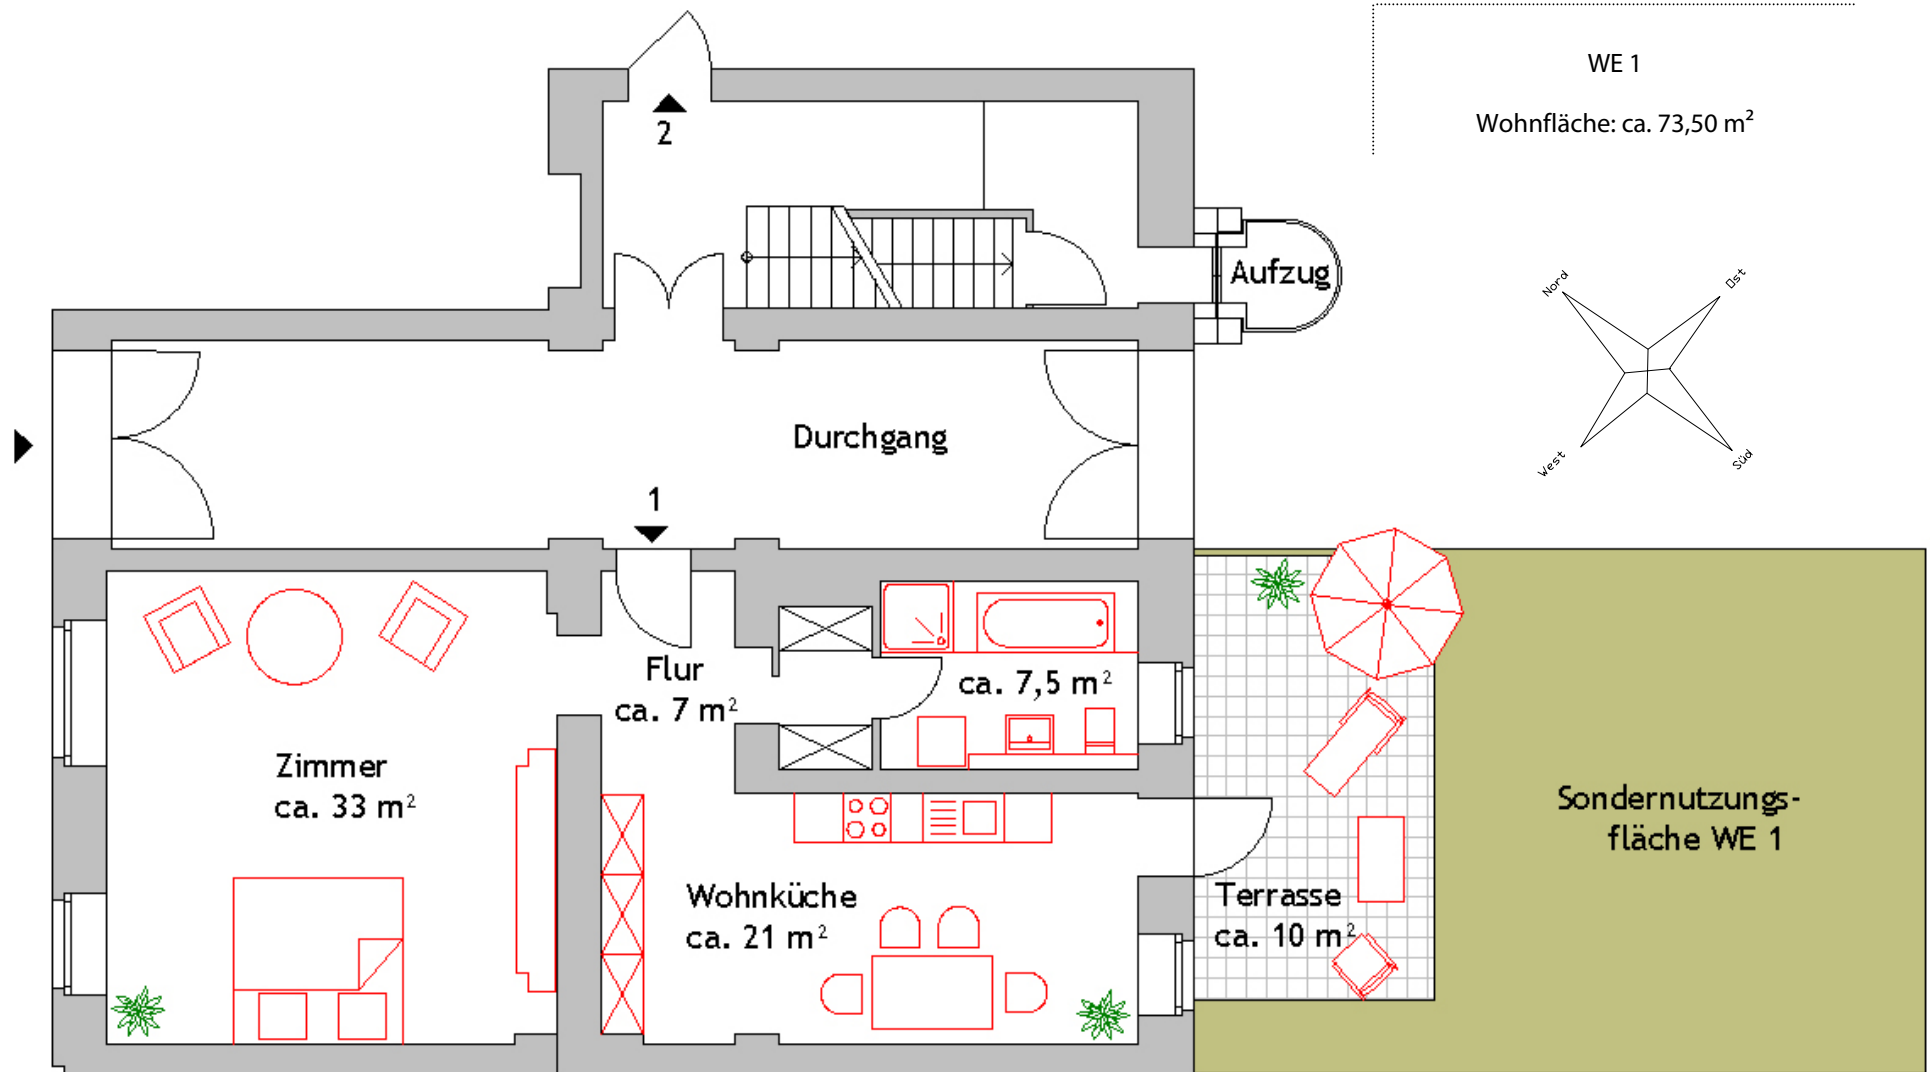 WE 1
Wohnfläche: ca. 73,50 m²
2
Aufzug
Nord
Ost
West
Süd
Durchgang
1
Flur
ca. 7 m²
ca. 7,5 m²
Zimmer
ca. 33 m²
Wohnküche
ca. 21 m²
Terrasse
ca. 10 m²
Sondernutzungs-
fläche WE 1